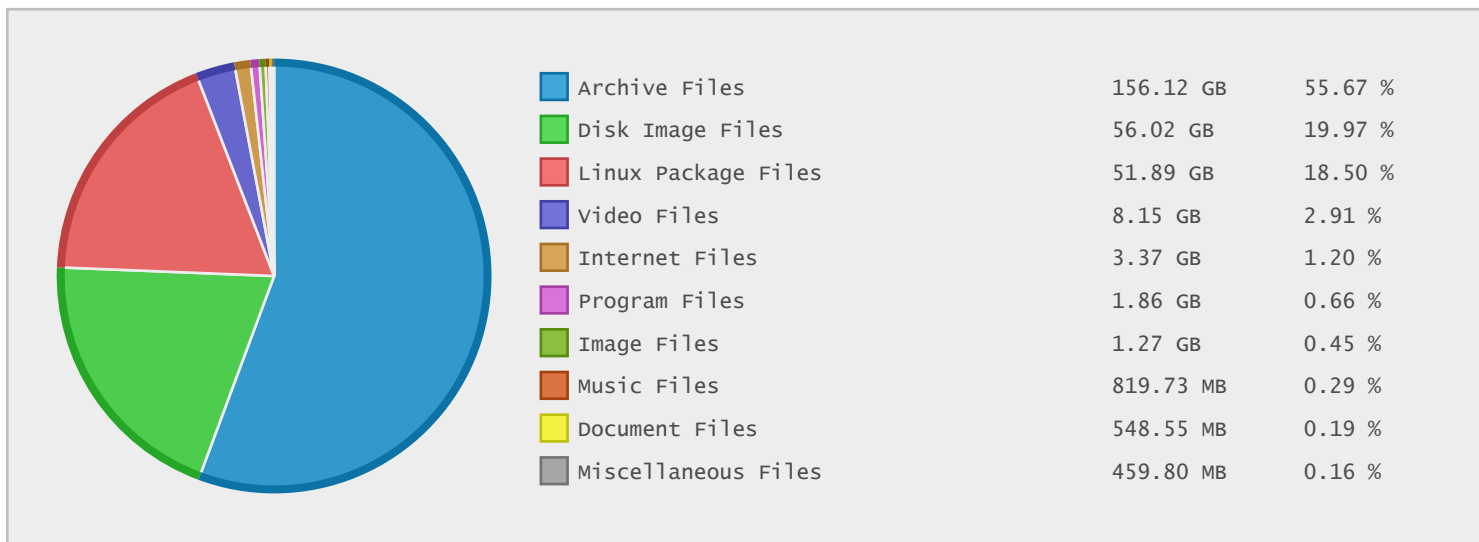 Archive Files 156.12 GB 55.67 %
Disk Image Files 56.02 GB 19.97 %
Linux Package Files 51.89 GB 18.50 %
Video Files 8.15 GB 2.91 %
Internet Files 3.37 GB 1.20 %
Program Files 1.86 GB 0.66 %
Image Files 1.27 GB 0.45 %
Music Files 819.73 MB 0.29 %
Document Files 548.55 MB 0.19 %
Miscellaneous Files 459.80 MB 0.16 %